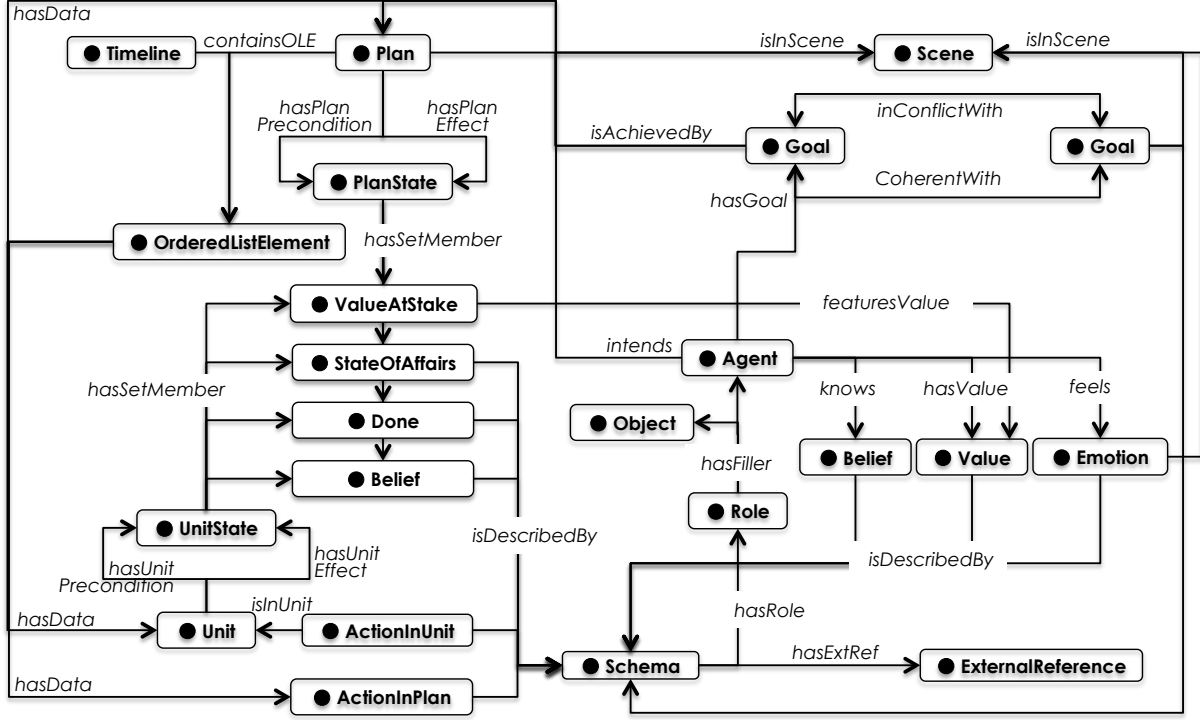 hasData
Timeline
containsOLE
Plan
isInScene
Scene
isInScene
hasPlan
Precondition
hasPlan
Effect
inConflictWith
isAchievedBy
Goal
Goal
PlanState
CoherentWith
hasGoal
OrderedListElement
hasSetMember
ValueAtStake
featuresValue
intends
Agent
StateOfAffairs
hasSetMember
knows
hasValue
feels
Object
Done
hasFiller
Belief
Value
Emotion
Belief
Role
UnitState
isDescribedBy
hasUnit
Precondition
hasUnit
Effect
isDescribedBy
isInUnit
hasRole
hasData
Unit
ActionInUnit
hasExtRef
Schema
ExternalReference
hasData
ActionInPlan